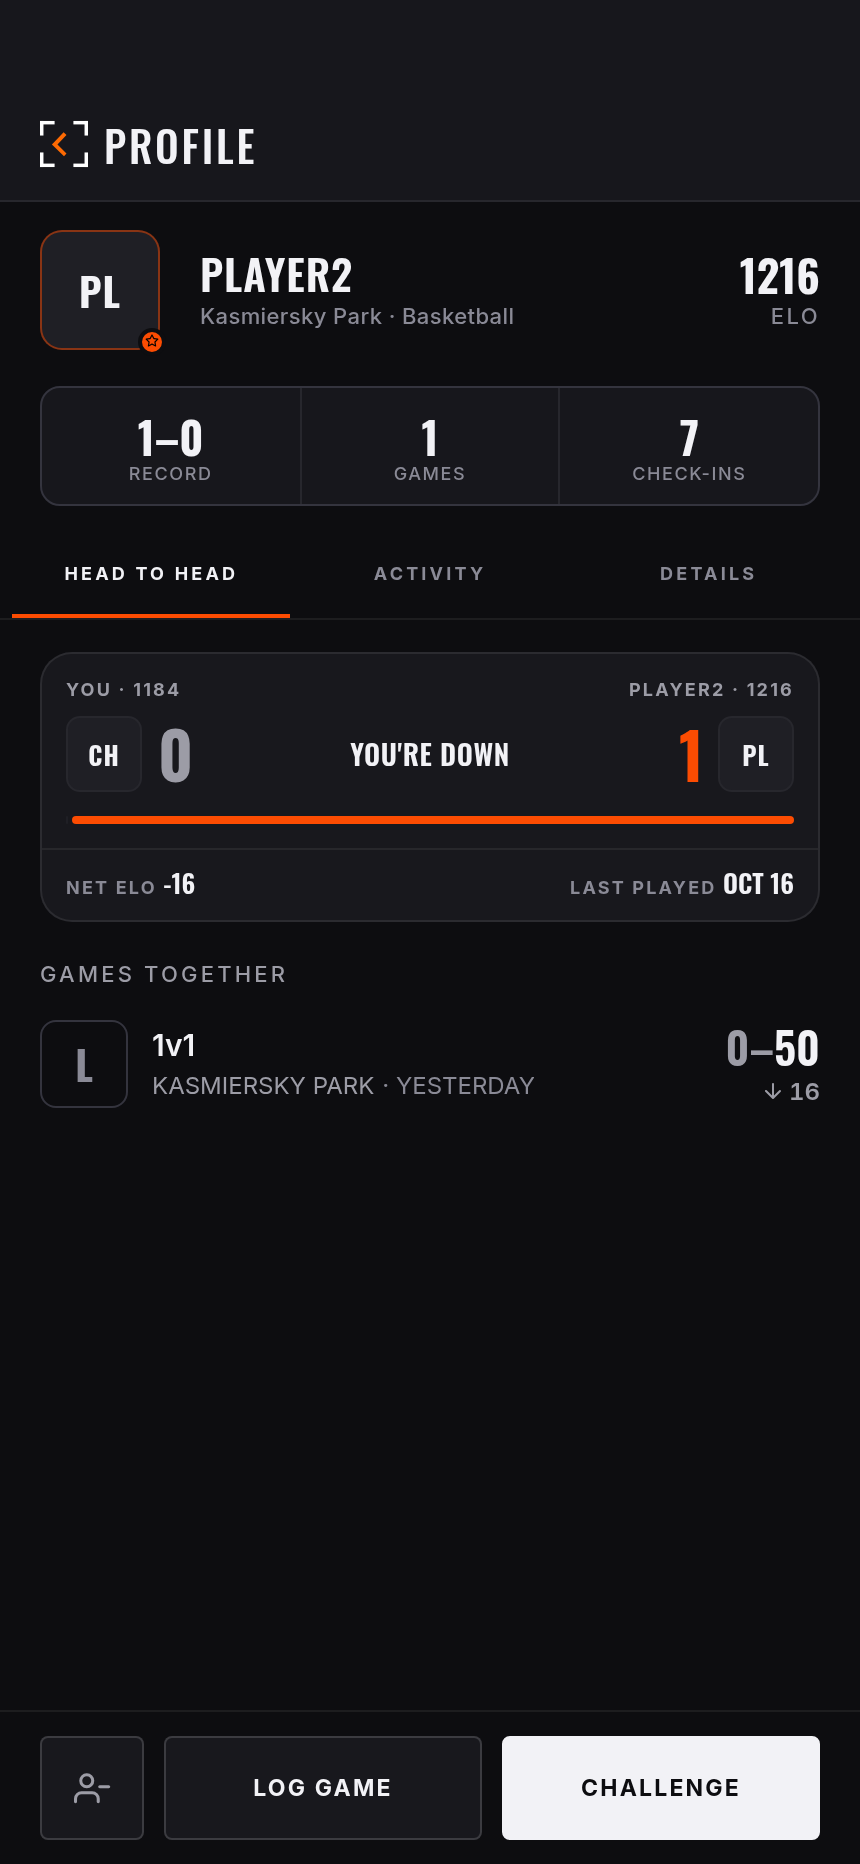 PROFILE
PL
PLAYER2
Kasmiersky Park · Basketball
1216
ELO
1–0
RECORD
1
GAMES
7
CHECK-INS
HEAD TO HEAD
ACTIVITY
DETAILS
YOU · 1184
PLAYER2 · 1216
CH
0
YOU'RE DOWN
1
PL
NET ELO -16
LAST PLAYED OCT 16
GAMES TOGETHER
L
1v1
KASMIERSKY PARK · YESTERDAY
0–50
↓ 16
LOG GAME
CHALLENGE